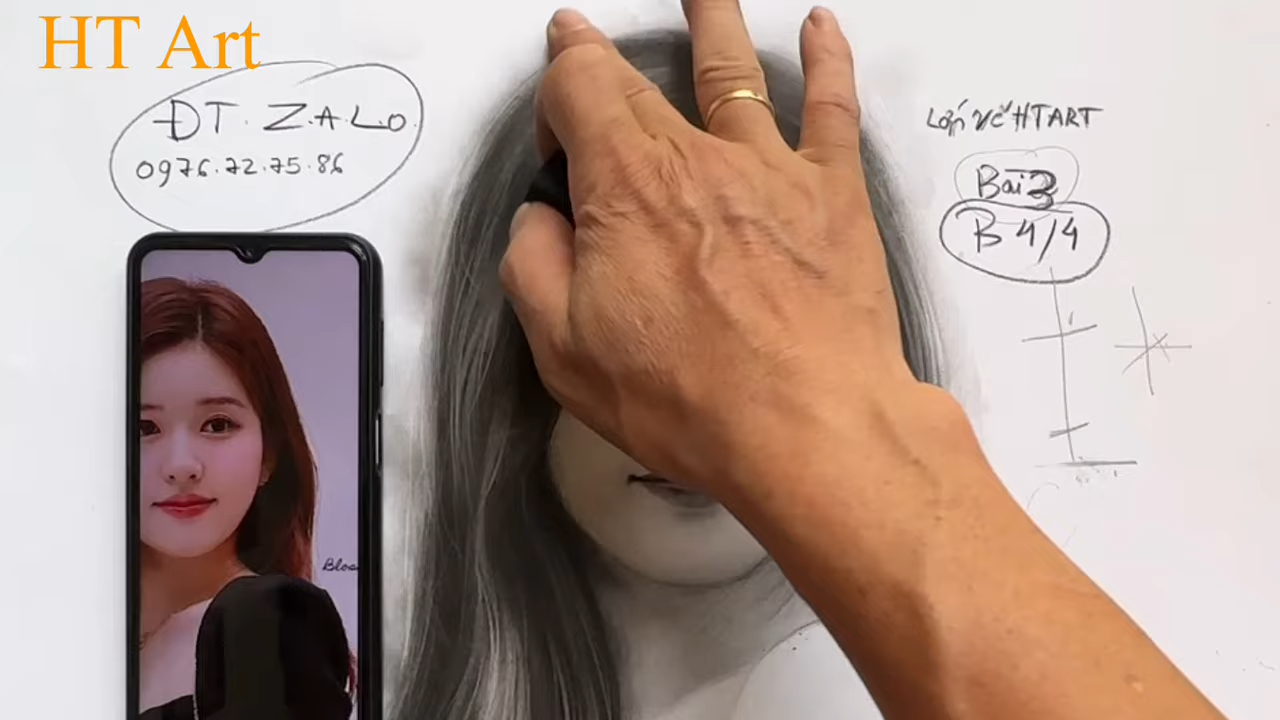 HT Art
ĐT. ZALO
0976.72.75.86
Lớp vẽ HTART
Bài 3
B 4/4